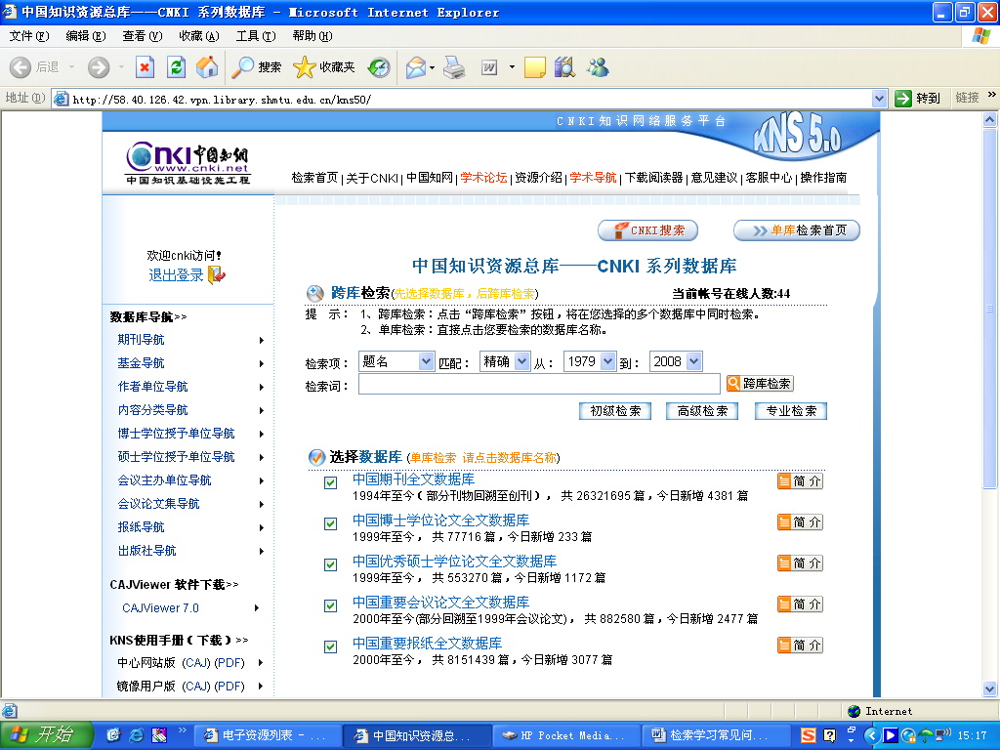 中国知识资源总库——CNKI 系列数据库 - Microsoft Internet Explorer
文件(F) 编辑(E) 查看(V) 收藏(A) 工具(T) 帮助(H)
后退 搜索 收藏夹
地址(D) http://58.40.126.42.vpn.library.shmtu.edu.cn/kns50/ 转到 链接 »
CNKI知识网络服务平台
KNS 5.0
CNKI 中国知网
www.cnki.net
中国知识基础设施工程
检索首页|关于CNKI|中国知网|学术论坛|资源介绍|学术导航|下载阅读器|意见建议|客服中心|操作指南
CNKI搜索 单库检索首页
欢迎cnki访问!
退出登录
中国知识资源总库——CNKI 系列数据库
跨库检索(先选择数据库，后跨库检索) 当前帐号在线人数:44
提 示： 1、跨库检索：点击“跨库检索”按钮，将在您选择的多个数据库中同时检索。
2、单库检索：直接点击您要检索的数据库名称。
检索项： 题名 匹配： 精确 从： 1979 到： 2008
检索词： 跨库检索
初级检索 高级检索 专业检索
选择数据库 (单库检索 请点击数据库名称)
中国期刊全文数据库 简 介
1994年至今（部分刊物回溯至创刊）， 共 26321695 篇，今日新增 4381 篇
中国博士学位论文全文数据库 简 介
1999年至今， 共 77716 篇，今日新增 233 篇
中国优秀硕士学位论文全文数据库 简 介
1999年至今， 共 553270 篇，今日新增 1172 篇
中国重要会议论文全文数据库 简 介
2000年至今(部分回溯至1999年会议论文)， 共 882580 篇，今日新增 2477 篇
中国重要报纸全文数据库 简 介
2000年至今， 共 8151439 篇，今日新增 3077 篇
数据库导航>>
期刊导航
基金导航
作者单位导航
内容分类导航
博士学位授予单位导航
硕士学位授予单位导航
会议主办单位导航
会议论文集导航
报纸导航
出版社导航
CAJViewer 软件下载>>
CAJViewer 7.0
KNS使用手册（下载）>>
中心网站版 (CAJ) (PDF)
镜像用户版 (CAJ) (PDF)
Internet
开始 电子资源列表 - ... 中国知识资源总... HP Pocket Media... 检索学习常见问... 15:17